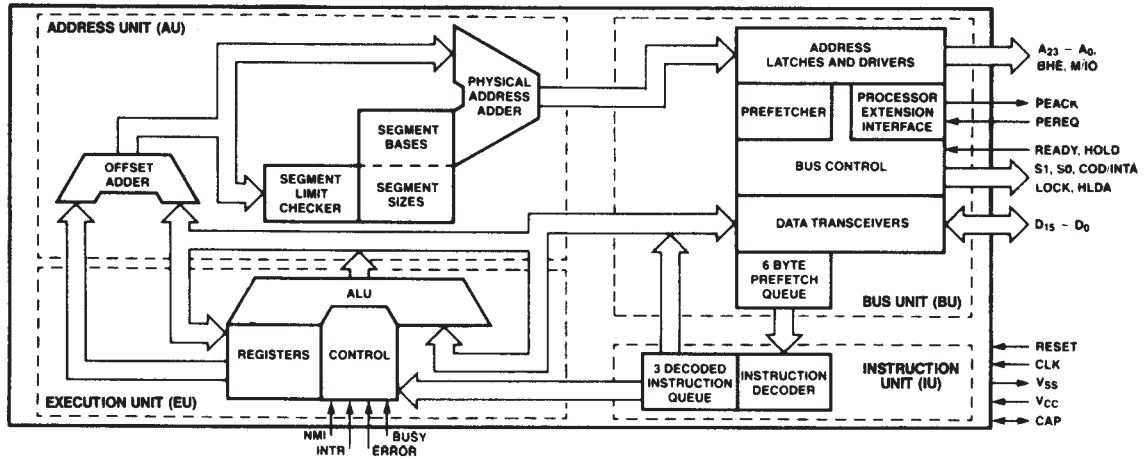 ADDRESS UNIT (AU)
OFFSET
ADDER
SEGMENT
LIMIT
CHECKER
SEGMENT
BASES
SEGMENT
SIZES
PHYSICAL
ADDRESS
ADDER
ADDRESS
LATCHES AND DRIVERS
PREFETCHER
PROCESSOR
EXTENSION
INTERFACE
BUS CONTROL
DATA TRANSCEIVERS
6 BYTE
PREFETCH
QUEUE
BUS UNIT (BU)
A₂₃ – A₀,
BHE, M/IO
PEACK
PEREQ
READY, HOLD
S1, S0, COD/INTA
LOCK, HLDA
D₁₅ – D₀
ALU
REGISTERS
CONTROL
EXECUTION UNIT (EU)
NMI
INTR
BUSY
ERROR
3 DECODED
INSTRUCTION
QUEUE
INSTRUCTION
DECODER
INSTRUCTION
UNIT (IU)
RESET
CLK
VSS
VCC
CAP